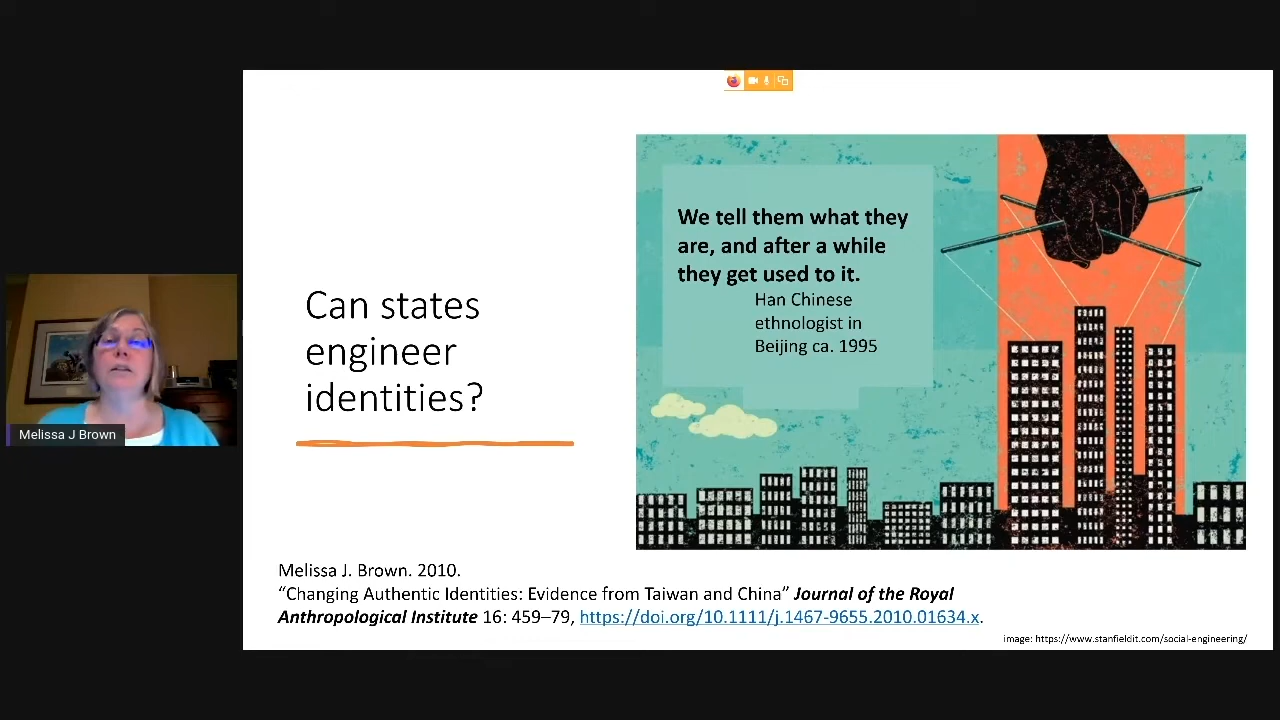 Can states
engineer
identities?
We tell them what they
are, and after a while
they get used to it.
Han Chinese
ethnologist in
Beijing ca. 1995
Melissa J Brown
Melissa J. Brown. 2010.
“Changing Authentic Identities: Evidence from Taiwan and China” Journal of the Royal
Anthropological Institute 16: 459–79, https://doi.org/10.1111/j.1467-9655.2010.01634.x.
image: https://www.stanfieldit.com/social-engineering/